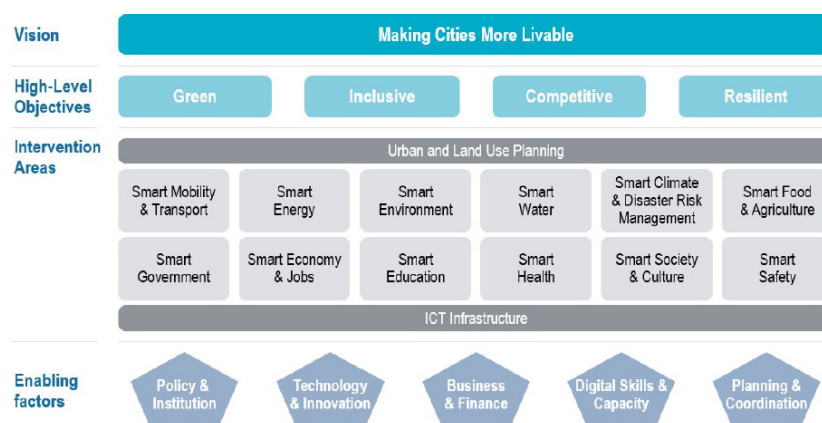 Vision
Making Cities More Livable
High-Level
Objectives
Green
Inclusive
Competitive
Resilient
Intervention
Areas
Urban and Land Use Planning
Smart Mobility
& Transport
Smart
Energy
Smart
Environment
Smart
Water
Smart Climate
& Disaster Risk
Management
Smart Food
& Agriculture
Smart
Government
Smart Economy
& Jobs
Smart
Education
Smart
Health
Smart Society
& Culture
Smart
Safety
ICT Infrastructure
Enabling
factors
Policy &
Institution
Technology
& Innovation
Business
& Finance
Digital Skills &
Capacity
Planning &
Coordination